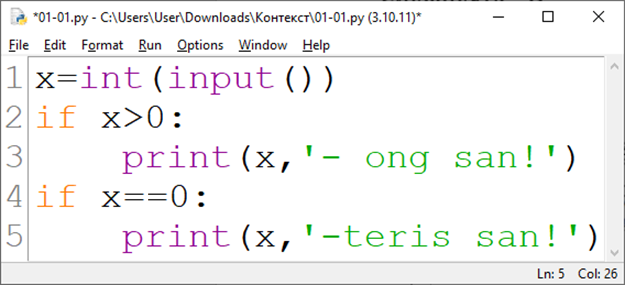 *01-01.py - C:\Users\User\Downloads\Контекст\01-01.py (3.10.11)*
File Edit Format Run Options Window Help
1 x=int(input())
2 if x>0:
3     print(x,'- ong san!')
4 if x==0:
5     print(x,'-teris san!')
Ln: 5 Col: 26